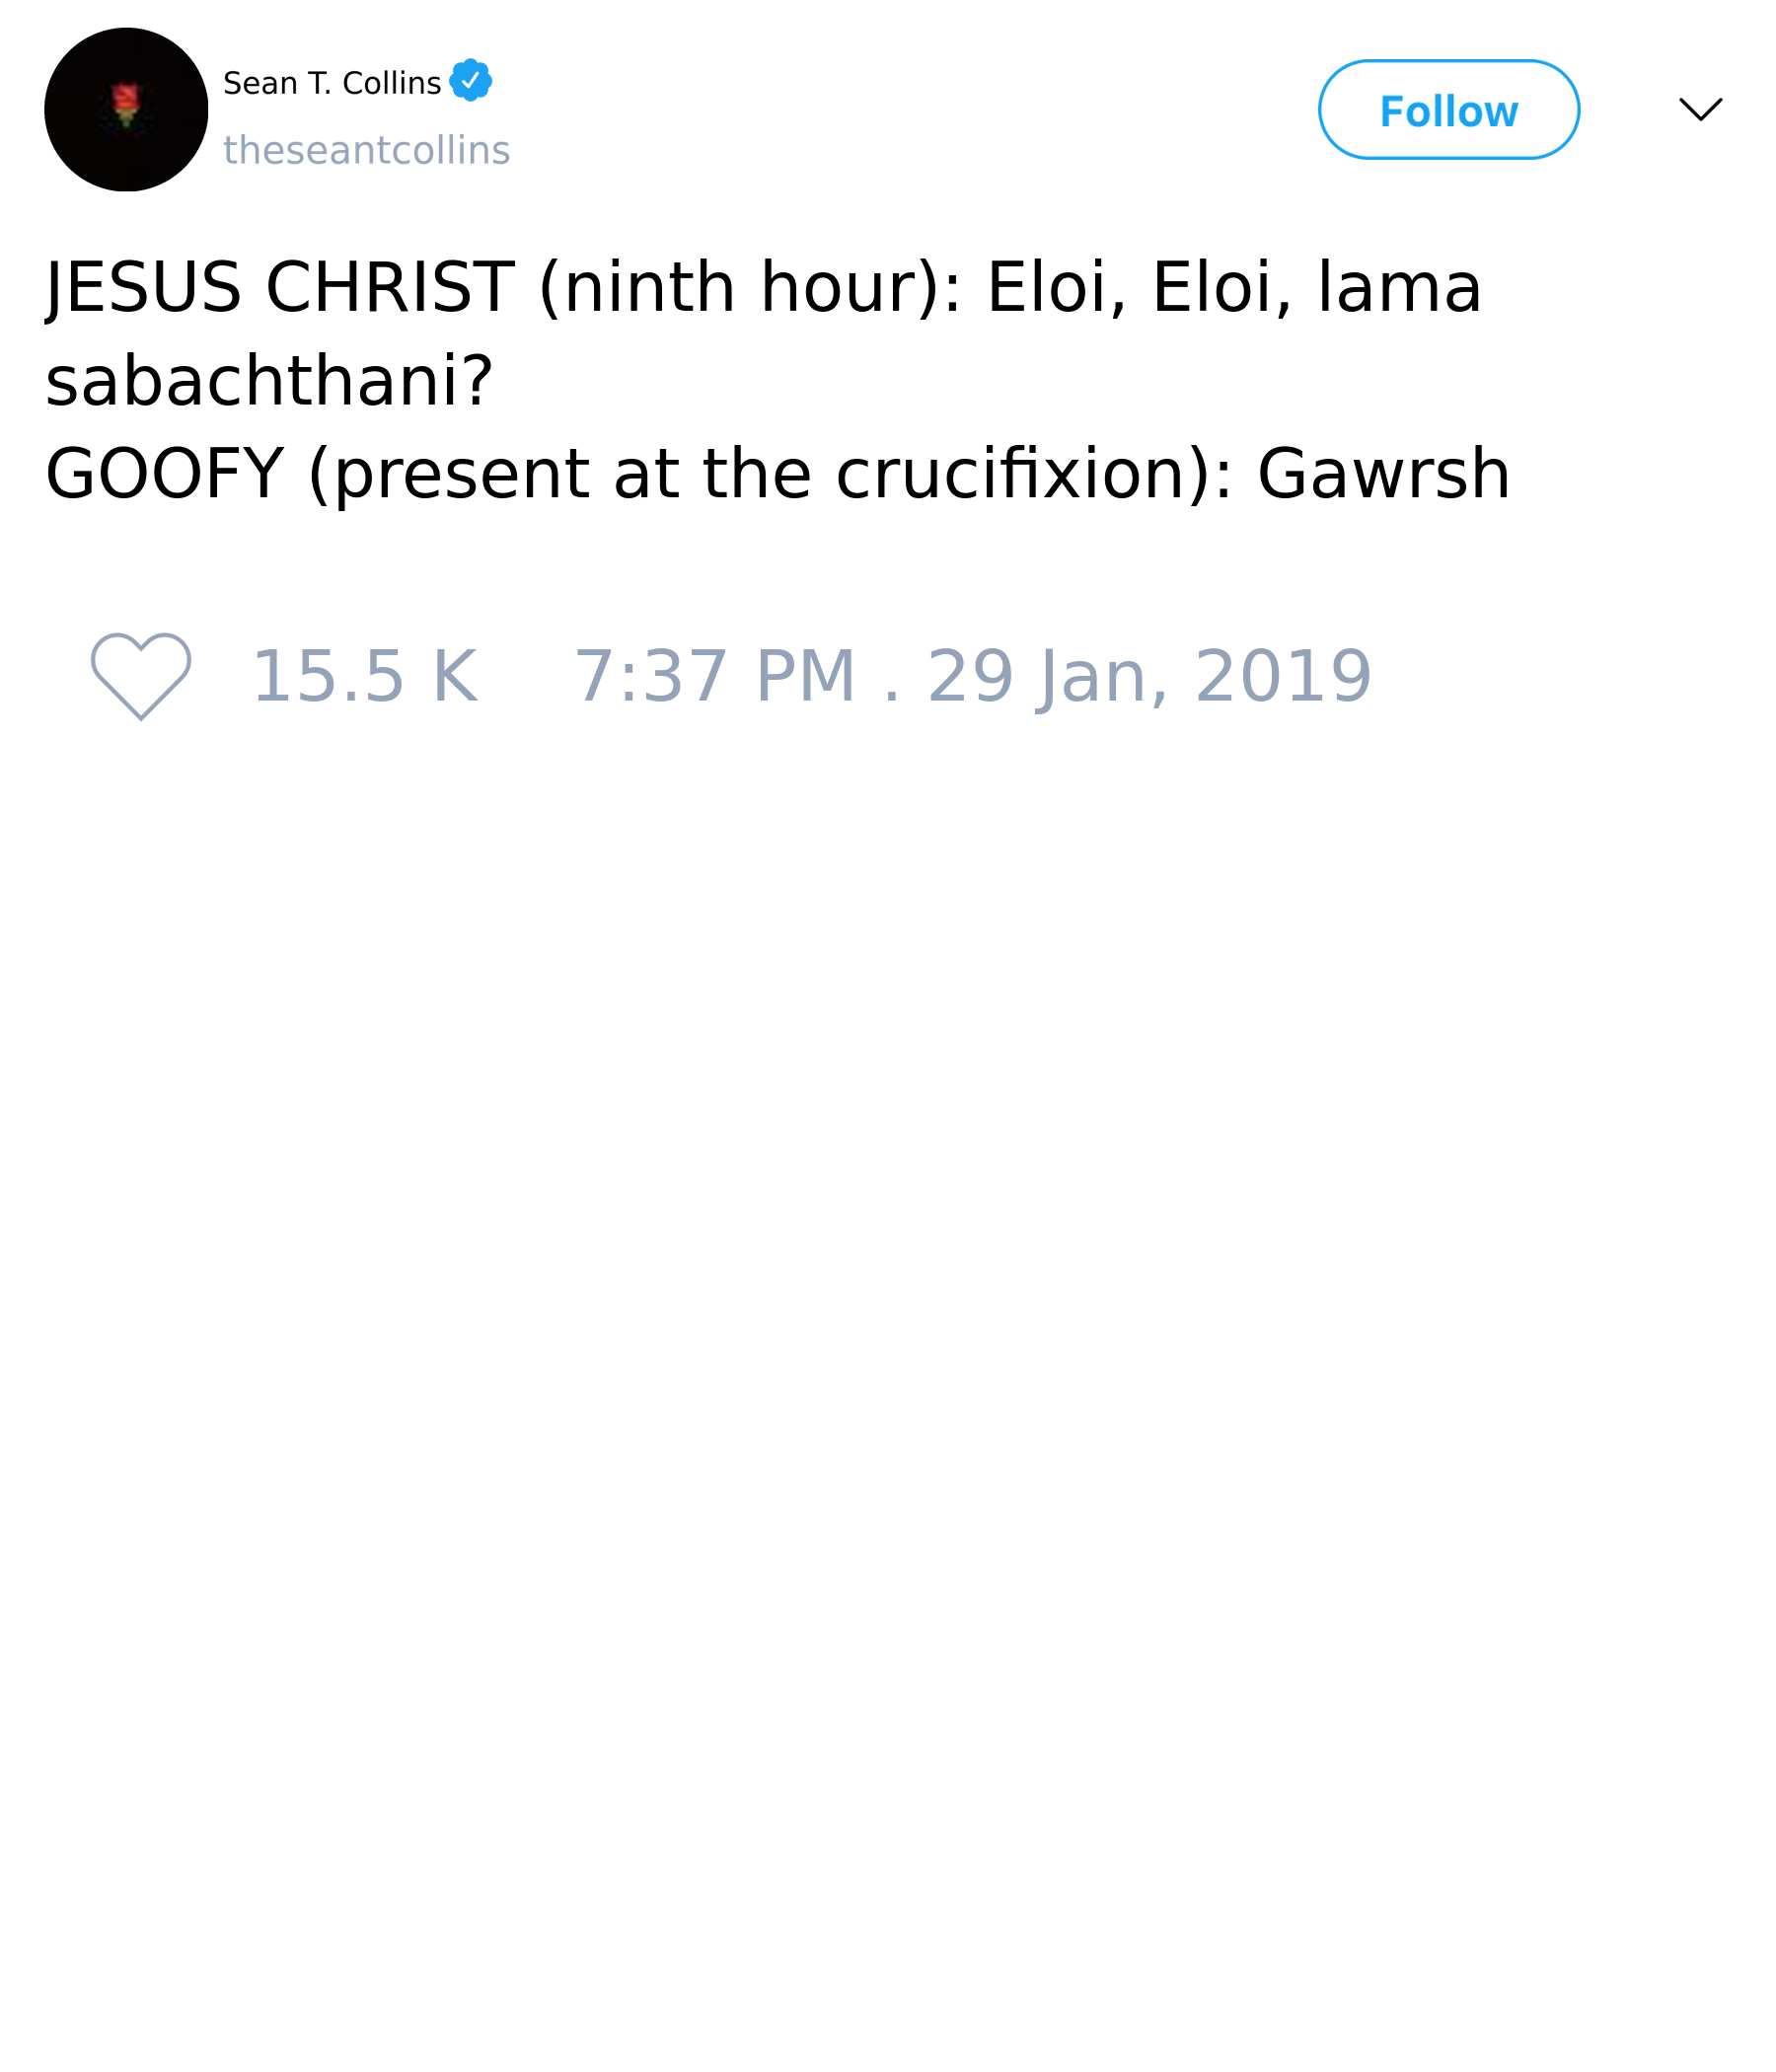 Sean T. Collins
theseantcollins
Follow
JESUS CHRIST (ninth hour): Eloi, Eloi, lama
sabachthani?
GOOFY (present at the crucifixion): Gawrsh
15.5 K 7:37 PM . 29 Jan, 2019